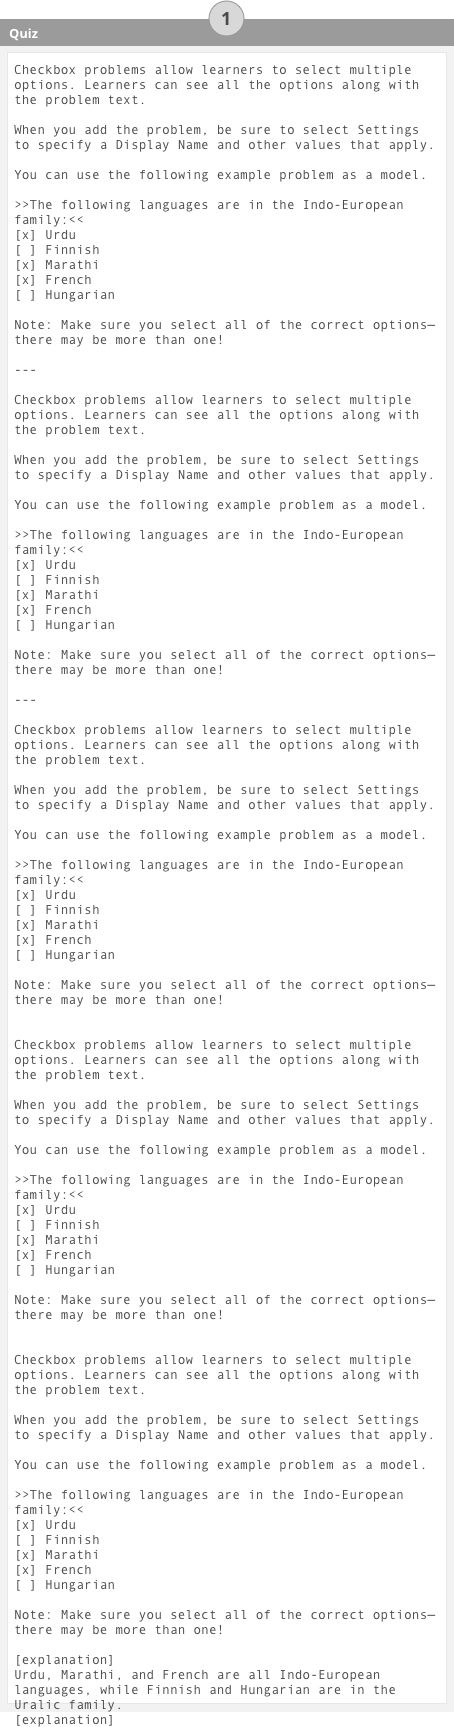 1
Quiz
Checkbox problems allow learners to select multiple
options. Learners can see all the options along with
the problem text.
When you add the problem, be sure to select Settings
to specify a Display Name and other values that apply.
You can use the following example problem as a model.
>>The following languages are in the Indo-European
family:<<
[x] Urdu
[ ] Finnish
[x] Marathi
[x] French
[ ] Hungarian
Note: Make sure you select all of the correct options—
there may be more than one!
---
Checkbox problems allow learners to select multiple
options. Learners can see all the options along with
the problem text.
When you add the problem, be sure to select Settings
to specify a Display Name and other values that apply.
You can use the following example problem as a model.
>>The following languages are in the Indo-European
family:<<
[x] Urdu
[ ] Finnish
[x] Marathi
[x] French
[ ] Hungarian
Note: Make sure you select all of the correct options—
there may be more than one!
---
Checkbox problems allow learners to select multiple
options. Learners can see all the options along with
the problem text.
When you add the problem, be sure to select Settings
to specify a Display Name and other values that apply.
You can use the following example problem as a model.
>>The following languages are in the Indo-European
family:<<
[x] Urdu
[ ] Finnish
[x] Marathi
[x] French
[ ] Hungarian
Note: Make sure you select all of the correct options—
there may be more than one!
Checkbox problems allow learners to select multiple
options. Learners can see all the options along with
the problem text.
When you add the problem, be sure to select Settings
to specify a Display Name and other values that apply.
You can use the following example problem as a model.
>>The following languages are in the Indo-European
family:<<
[x] Urdu
[ ] Finnish
[x] Marathi
[x] French
[ ] Hungarian
Note: Make sure you select all of the correct options—
there may be more than one!
Checkbox problems allow learners to select multiple
options. Learners can see all the options along with
the problem text.
When you add the problem, be sure to select Settings
to specify a Display Name and other values that apply.
You can use the following example problem as a model.
>>The following languages are in the Indo-European
family:<<
[x] Urdu
[ ] Finnish
[x] Marathi
[x] French
[ ] Hungarian
Note: Make sure you select all of the correct options—
there may be more than one!
[explanation]
Urdu, Marathi, and French are all Indo-European
languages, while Finnish and Hungarian are in the
Uralic family.
[explanation]